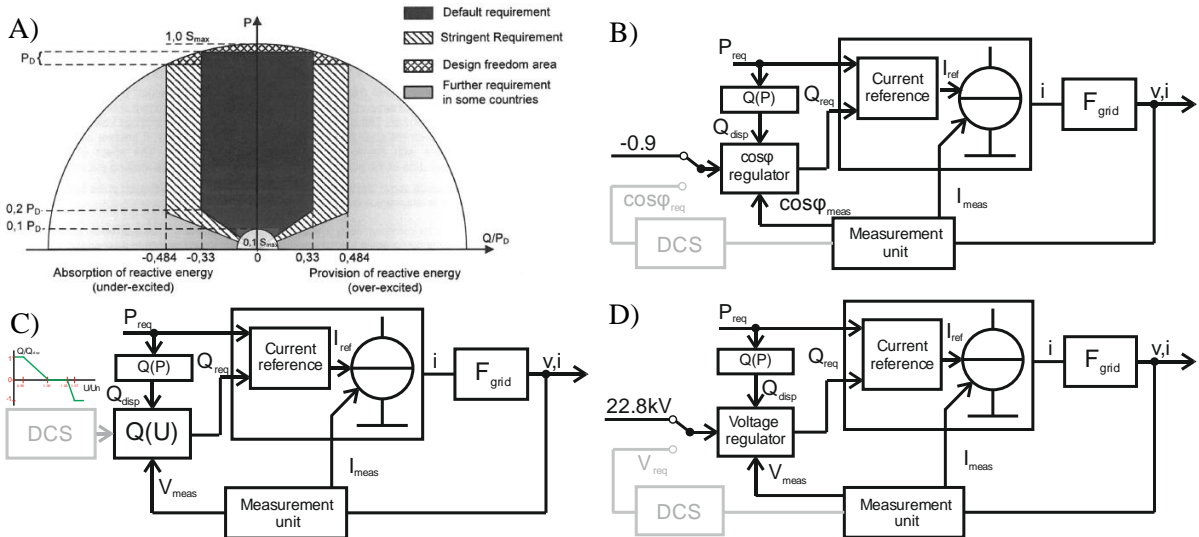 A)
P
1,0 Smax
PD
0,2 PD
0,1 PD
0,1 Smax
Q/PD
-0,484
-0,33
0
0,33
0,484
Absorption of reactive energy
(under-excited)
Provision of reactive energy
(over-excited)
Default requirement
Stringent Requirement
Design freedom area
Further requirement
in some countries
B)
Preq
Q(P)
Qreq
Qdisp
-0.9
cosφ
regulator
cosφreq
cosφmeas
DCS
Current
reference
Iref
Imeas
Measurement
unit
i
Fgrid
v,i
C)
1
0
-1
U/Un
Preq
Q(P)
Qreq
Qdisp
DCS
Q(U)
Vmeas
Current
reference
Iref
Imeas
Measurement
unit
i
Fgrid
v,i
D)
Preq
Q(P)
Qreq
Qdisp
22.8kV
Voltage
regulator
Vreq
Vmeas
DCS
Current
reference
Iref
Imeas
Measurement
unit
i
Fgrid
v,i